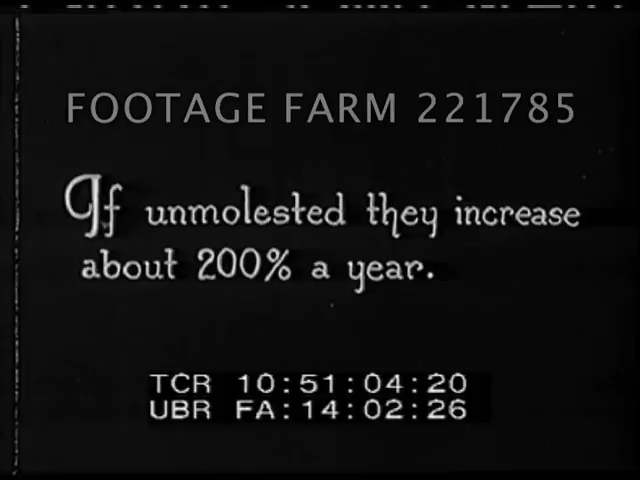 FOOTAGE FARM 221785
If unmolested they increase
about 200% a year.
TCR 10:51:04:20
UBR FA:14:02:26